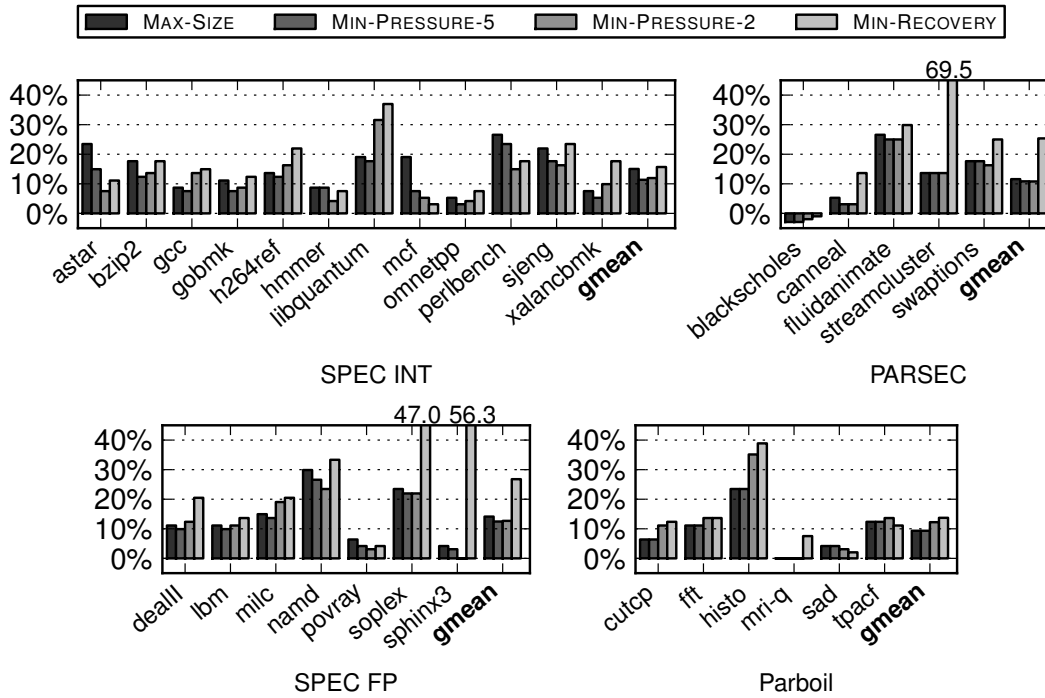 MAX-SIZE MIN-PRESSURE-5 MIN-PRESSURE-2 MIN-RECOVERY
40%
30%
20%
10%
0%
astar
bzip2
gcc
gobmk
h264ref
hmmer
libquantum
mcf
omnetpp
perlbench
sjeng
xalancbmk
gmean
SPEC INT
69.5
40%
30%
20%
10%
0%
blackscholes
canneal
fluidanimate
streamcluster
swaptions
gmean
PARSEC
47.0 56.3
40%
30%
20%
10%
0%
dealII
lbm
milc
namd
povray
soplex
sphinx3
gmean
SPEC FP
40%
30%
20%
10%
0%
cutcp
fft
histo
mri-q
sad
tpacf
gmean
Parboil